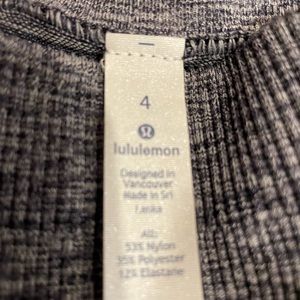 4
lululemon
Designed in
Vancouver
Made in Sri
Lanka
All:
53% Nylon
35% Polyester
12% Elastane